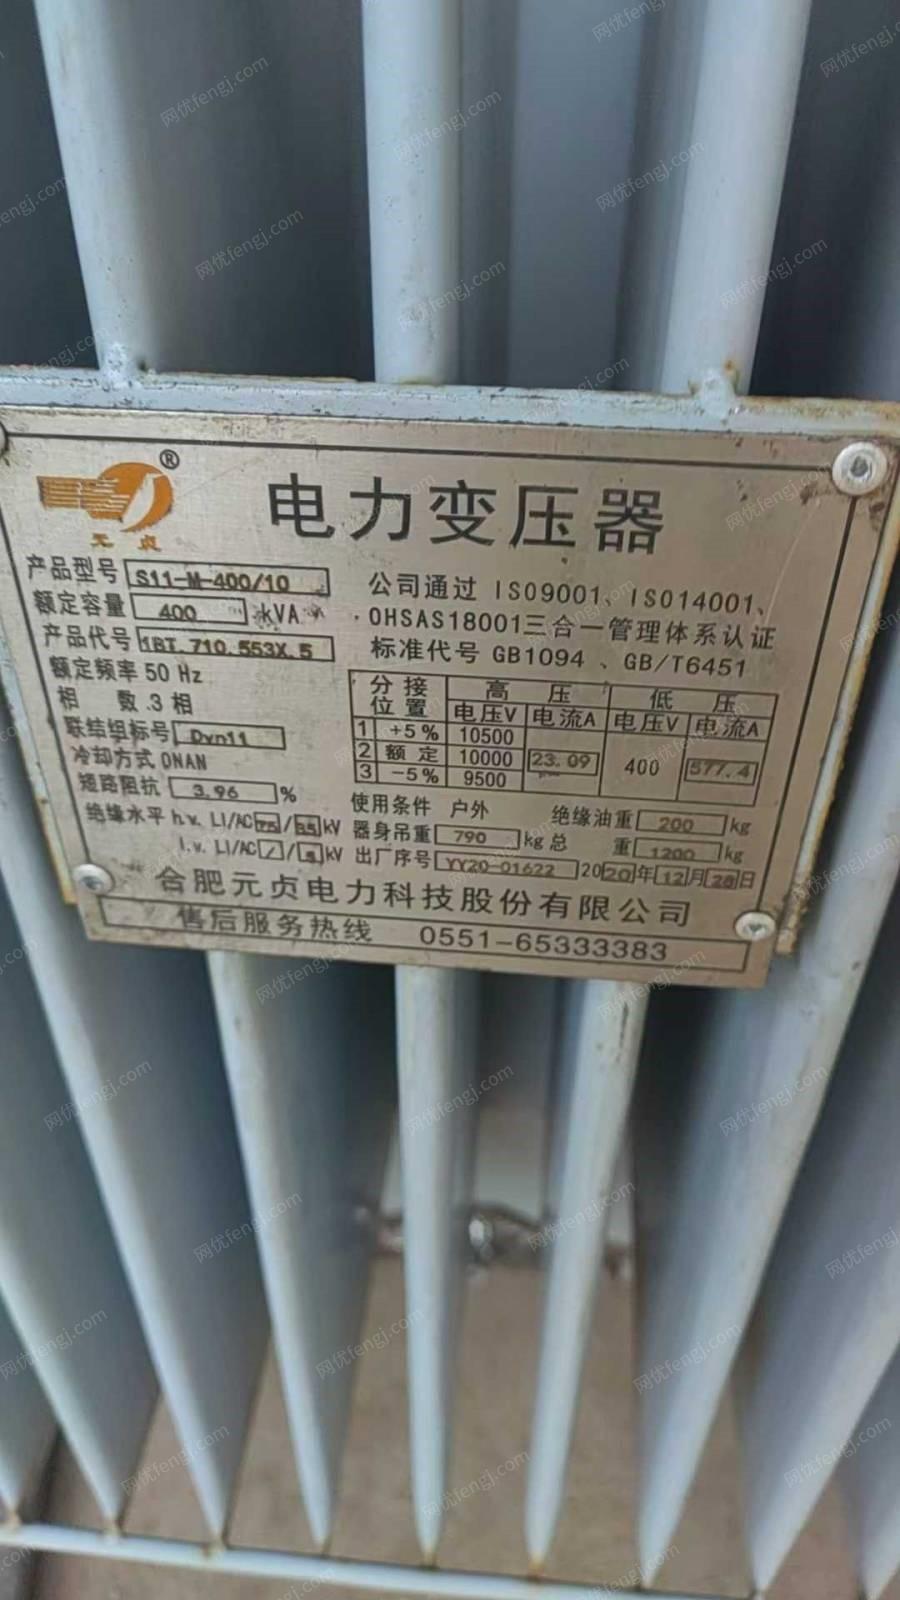 元贞 ®
电力变压器
产品型号 S11-M-400/10
额定容量 400 kVA
产品代号 1BT.710.553X.5
额定频率 50 Hz
相 数 3 相
联结组标号 Dyn11
冷却方式 ONAN
短路阻抗 3.96 %
绝缘水平 h.v. LI/AC 75/35 kV
l.v. LI/AC //5 kV
公司通过 ISO9001、ISO14001、
OHSAS18001三合一管理体系认证
标准代号 GB1094 、GB/T6451
分接位置 高 压 低 压
电压V 电流A 电压V 电流A
1 +5% 10500
2 额定 10000 23.09 400 577.4
3 -5% 9500
使用条件 户外 绝缘油重 200 kg
器身吊重 790 kg 总 重 1200 kg
出厂序号 YY20-01622 2020年12月28日
合肥元贞电力科技股份有限公司
售后服务热线 0551-65333383
网优fengj.com